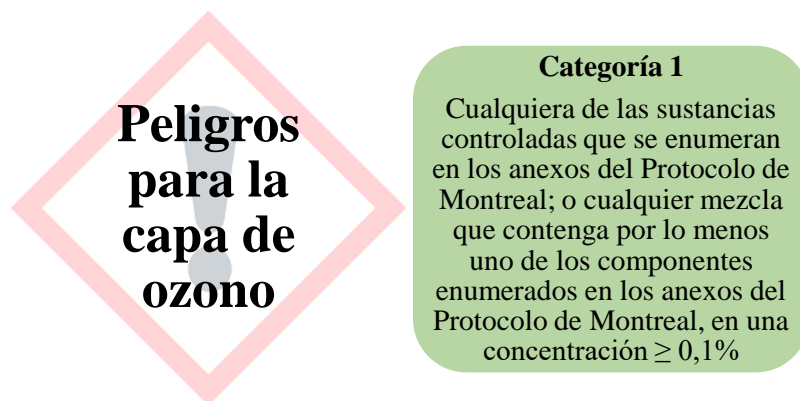 Peligros
para la
capa de
ozono
Categoría 1
Cualquiera de las sustancias
controladas que se enumeran
en los anexos del Protocolo de
Montreal; o cualquier mezcla
que contenga por lo menos
uno de los componentes
enumerados en los anexos del
Protocolo de Montreal, en una
concentración ≥ 0,1%